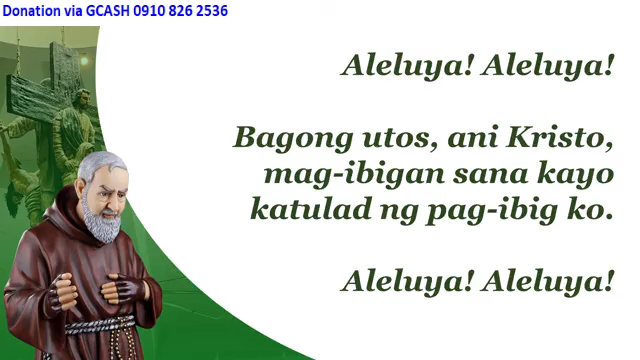 Donation via GCASH 0910 826 2536
Aleluya! Aleluya!
Bagong utos, ani Kristo,
mag-ibigan sana kayo
katulad ng pag-ibig ko.
Aleluya! Aleluya!